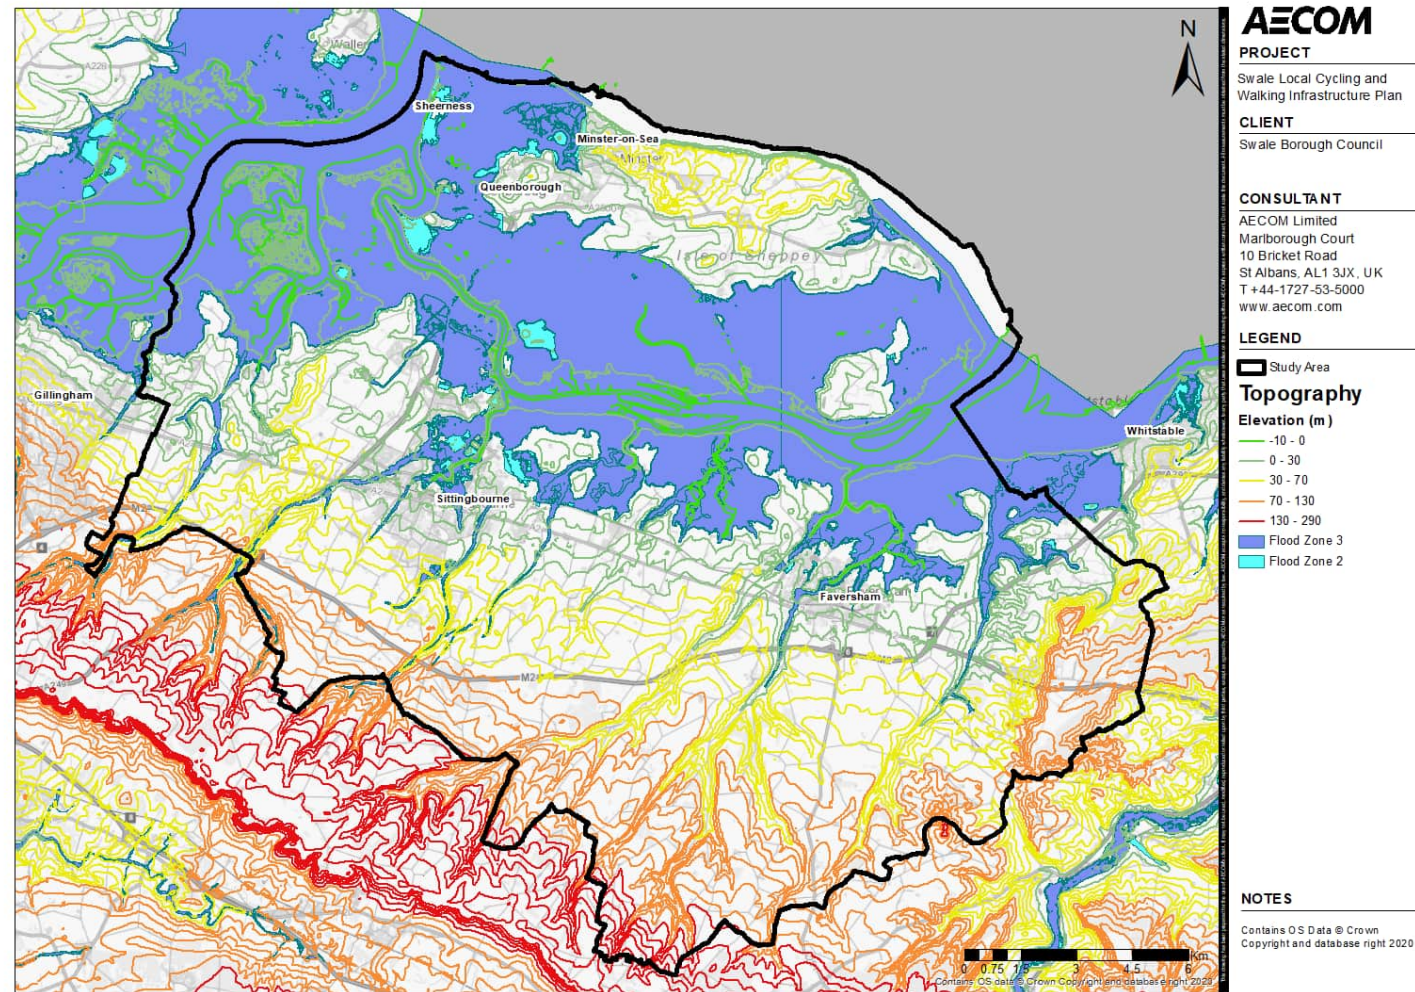 N
Sheerness
Minster-on-Sea
Minster
Queenborough
Isle of Sheppey
Gillingham
Whitstable
Sittingbourne
Faversham
A228
M2
M2
A249
0 0.75 1.5 3 4.5 6 Km
Contains OS data © Crown Copyright and database right 2020
AECOM
PROJECT
Swale Local Cycling and
Walking Infrastructure Plan
CLIENT
Swale Borough Council
CONSULTANT
AECOM Limited
Marlborough Court
10 Bricket Road
St Albans, AL1 3JX, UK
T +44-1727-53-5000
www.aecom.com
LEGEND
Study Area
Topography
Elevation (m)
-10 - 0
0 - 30
30 - 70
70 - 130
130 - 290
Flood Zone 3
Flood Zone 2
NOTES
Contains OS Data © Crown
Copyright and database right 2020